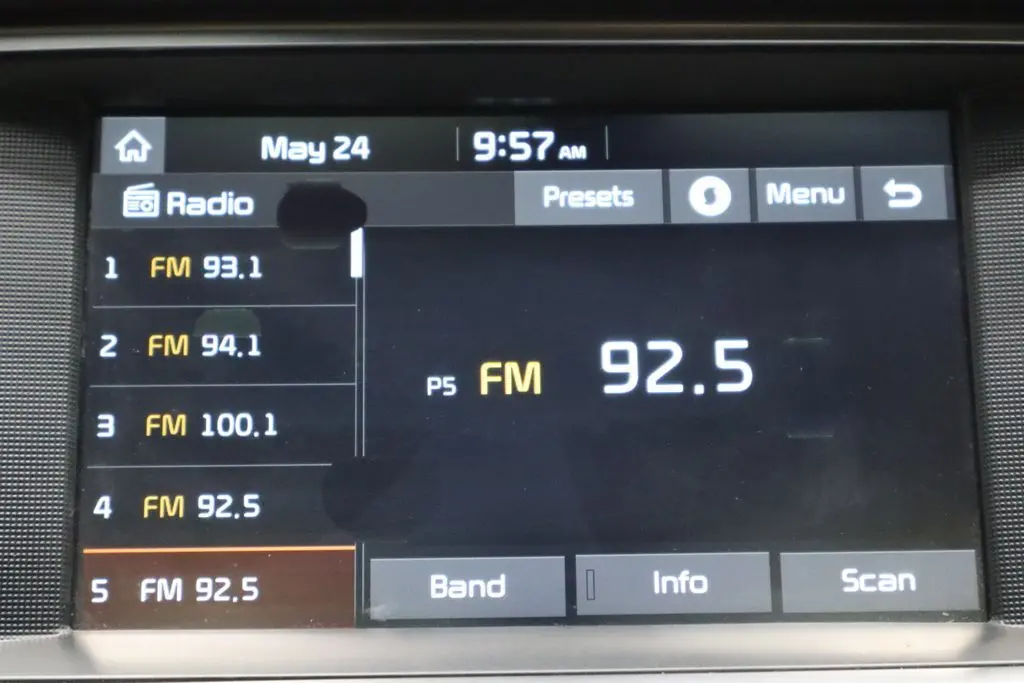 May 24 9:57 AM
Radio Presets Menu
1 FM 93.1
2 FM 94.1
3 FM 100.1
4 FM 92.5
5 FM 92.5
P5 FM 92.5
Band Info Scan